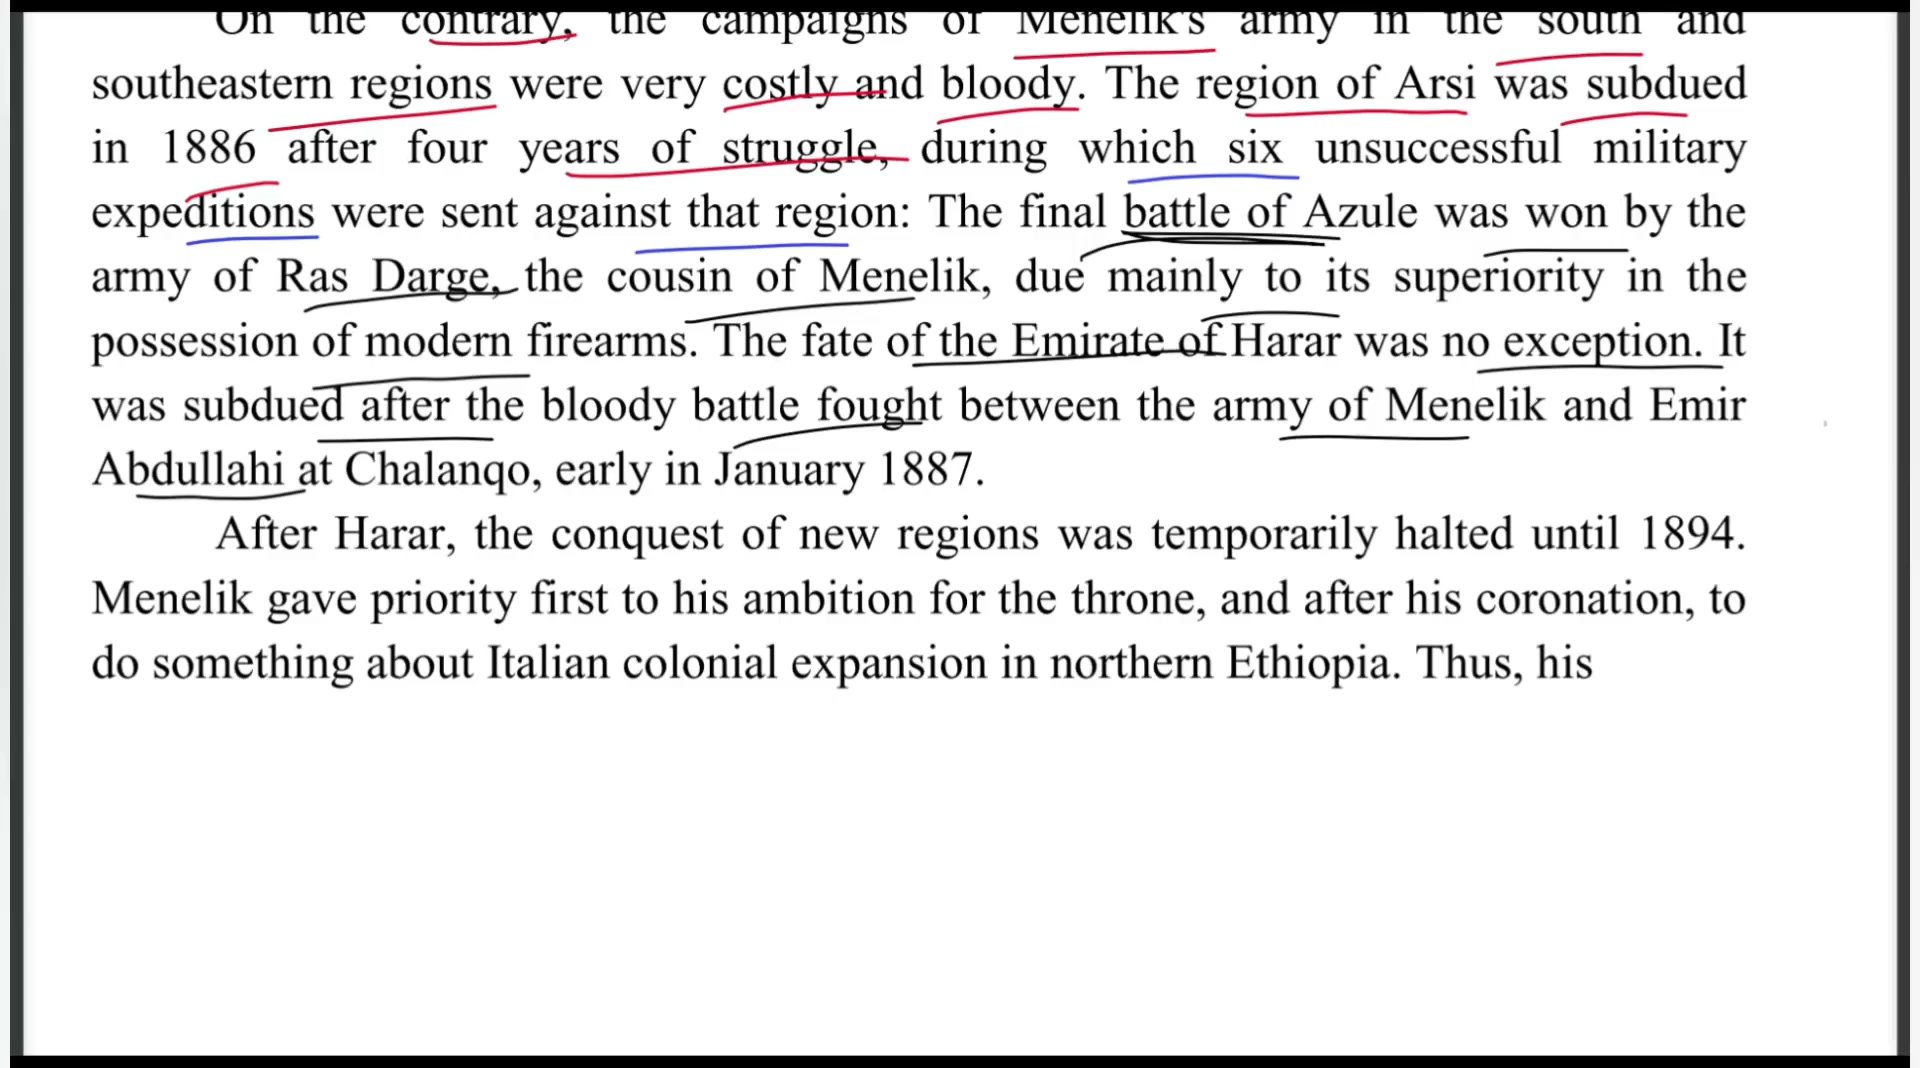 On the contrary, the campaigns of Menelik's army in the south and
southeastern regions were very costly and bloody. The region of Arsi was subdued
in 1886 after four years of struggle, during which six unsuccessful military
expeditions were sent against that region: The final battle of Azule was won by the
army of Ras Darge, the cousin of Menelik, due mainly to its superiority in the
possession of modern firearms. The fate of the Emirate of Harar was no exception. It
was subdued after the bloody battle fought between the army of Menelik and Emir
Abdullahi at Chalanqo, early in January 1887.
After Harar, the conquest of new regions was temporarily halted until 1894.
Menelik gave priority first to his ambition for the throne, and after his coronation, to
do something about Italian colonial expansion in northern Ethiopia. Thus, his